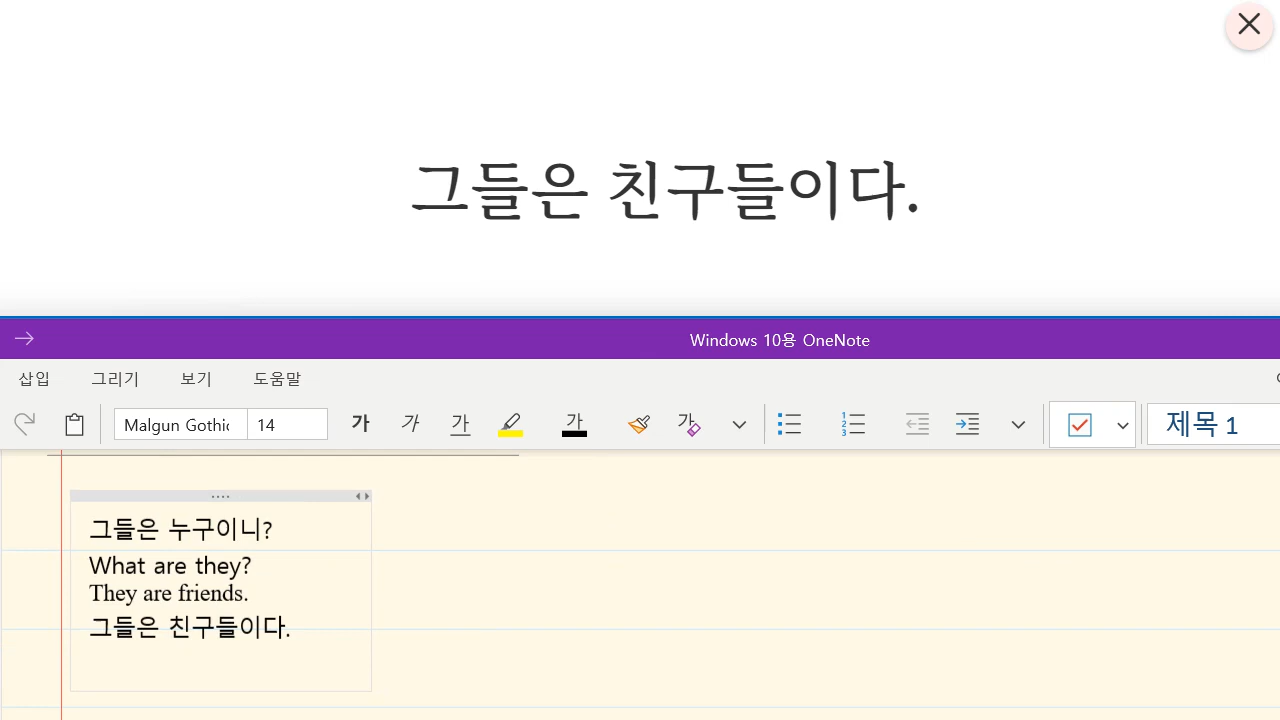 그들은 친구들이다.
Windows 10용 OneNote
삽입 그리기 보기 도움말
Malgun Gothic 14 가 가 가 가 가 제목 1
그들은 누구이니?
What are they?
They are friends.
그들은 친구들이다.